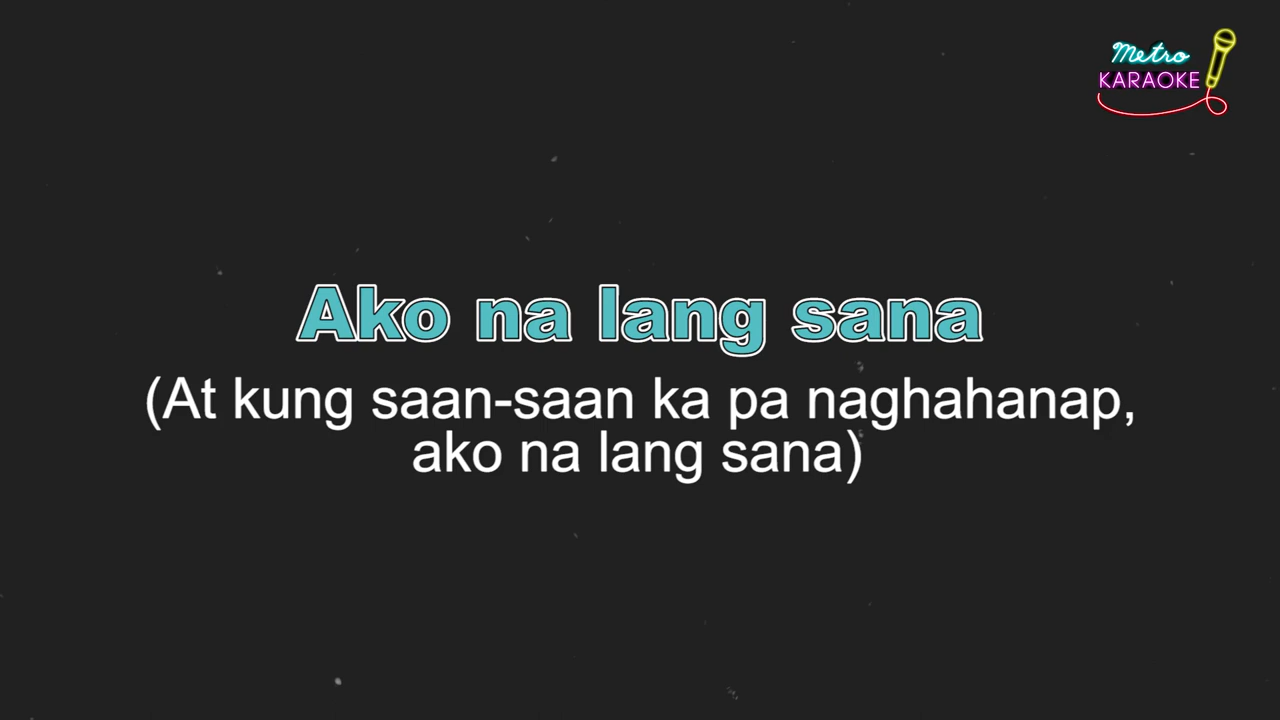 Metro
KARAOKE
Ako na lang sana
(At kung saan-saan ka pa naghahanap,
ako na lang sana)